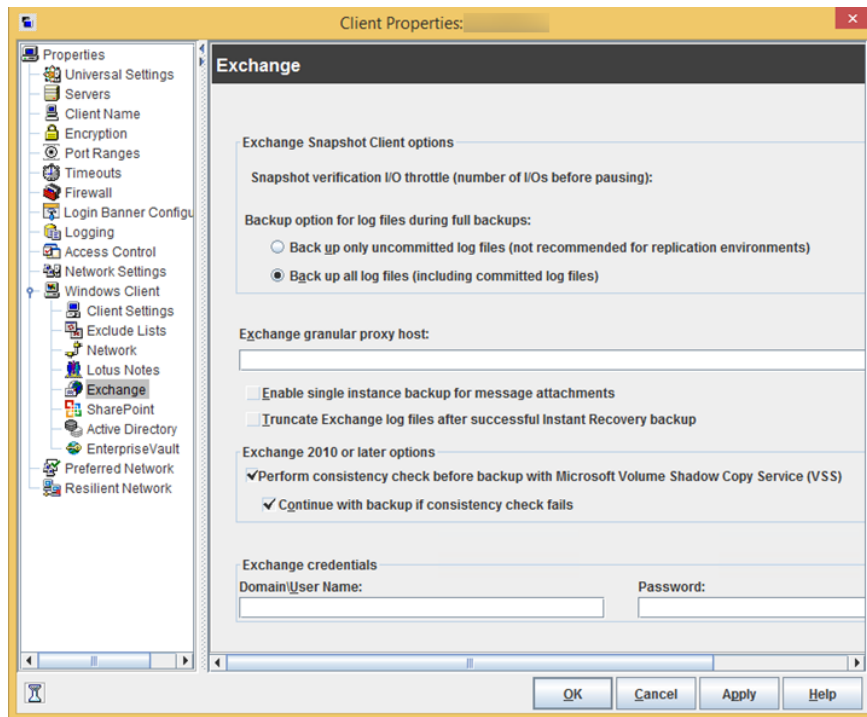 Client Properties:
Properties
Universal Settings
Servers
Client Name
Encryption
Port Ranges
Timeouts
Firewall
Login Banner Configu
Logging
Access Control
Network Settings
Windows Client
Client Settings
Exclude Lists
Network
Lotus Notes
Exchange
SharePoint
Active Directory
EnterpriseVault
Preferred Network
Resilient Network
Exchange
Exchange Snapshot Client options
Snapshot verification I/O throttle (number of I/Os before pausing):
Backup option for log files during full backups:
Back up only uncommitted log files (not recommended for replication environments)
Back up all log files (including committed log files)
Exchange granular proxy host:
Enable single instance backup for message attachments
Truncate Exchange log files after successful Instant Recovery backup
Exchange 2010 or later options
Perform consistency check before backup with Microsoft Volume Shadow Copy Service (VSS)
Continue with backup if consistency check fails
Exchange credentials
Domain\User Name: Password:
OK Cancel Apply Help